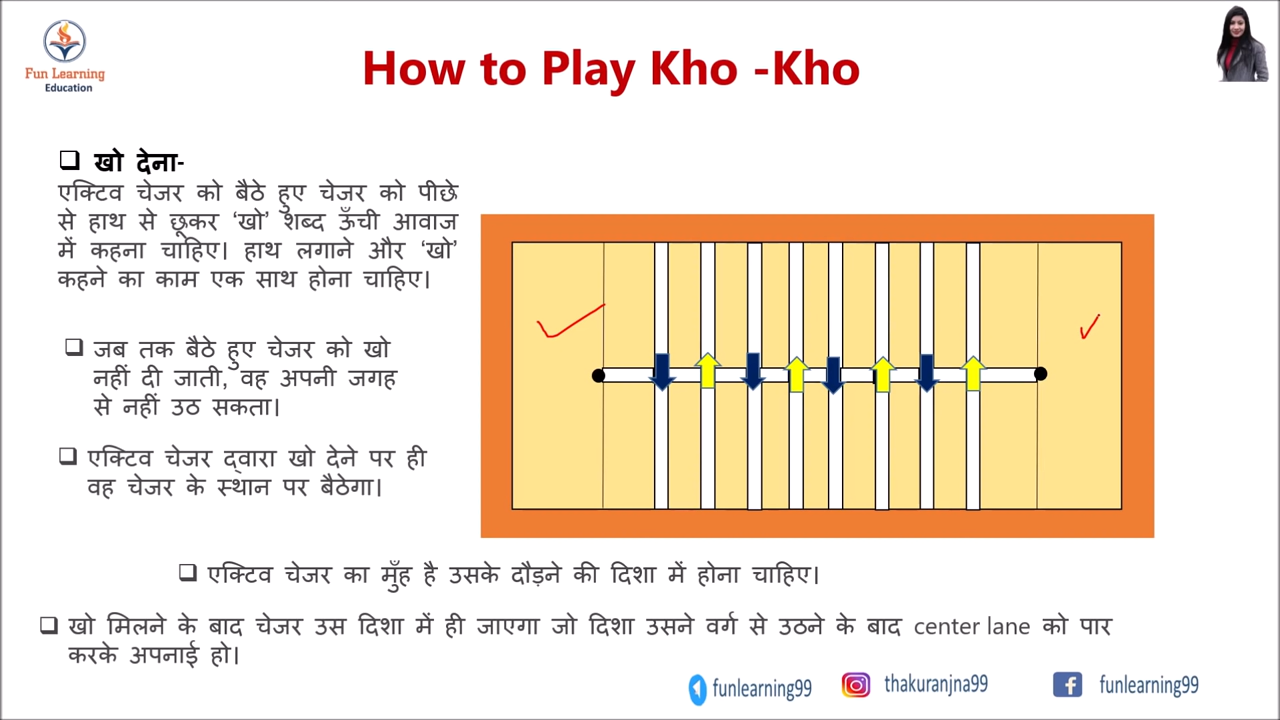 Fun Learning
Education
How to Play Kho -Kho
खो देना-
एक्टिव चेजर को बैठे हुए चेजर को पीछे
से हाथ से छूकर ‘खो’ शब्द ऊँची आवाज
में कहना चाहिए। हाथ लगाने और ‘खो’
कहने का काम एक साथ होना चाहिए।
जब तक बैठे हुए चेजर को खो
नहीं दी जाती, वह अपनी जगह
से नहीं उठ सकता।
एक्टिव चेजर द्वारा खो देने पर ही
वह चेजर के स्थान पर बैठेगा।
एक्टिव चेजर का मुँह है उसके दौड़ने की दिशा में होना चाहिए।
खो मिलने के बाद चेजर उस दिशा में ही जाएगा जो दिशा उसने वर्ग से उठने के बाद center lane को पार
करके अपनाई हो।
funlearning99
thakuranjna99
funlearning99